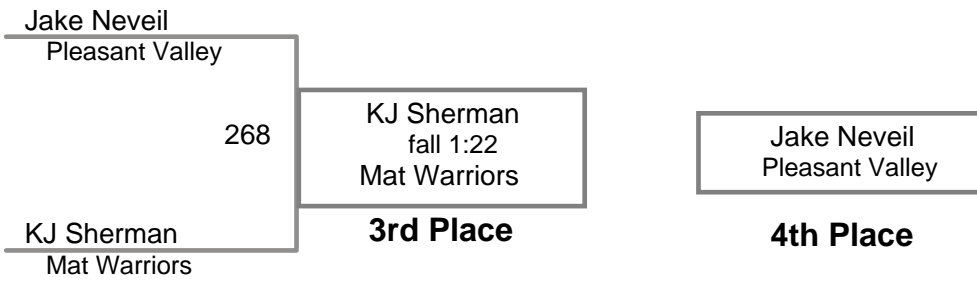 Jake Neveil
Pleasant Valley
268
KJ Sherman
Mat Warriors
KJ Sherman
fall 1:22
Mat Warriors
3rd Place
Jake Neveil
Pleasant Valley
4th Place